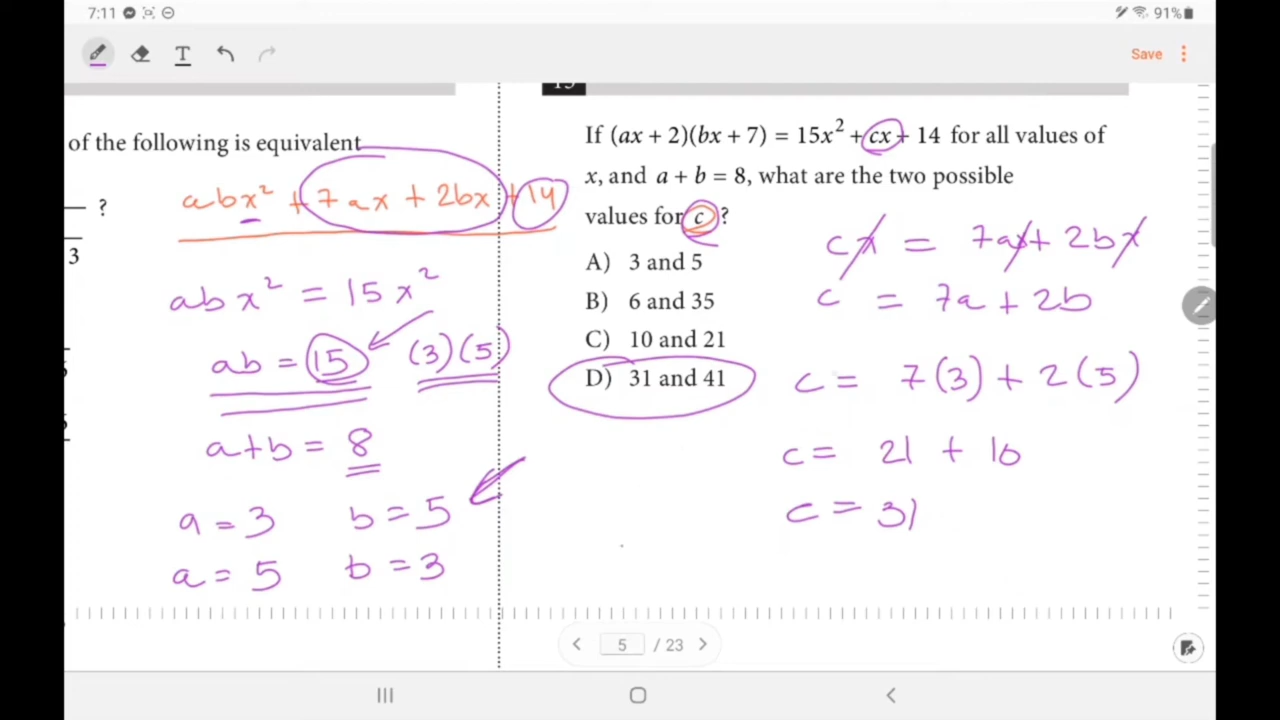 7:11 91%
T Save
15
of the following is equivalent
?
3
abx² + 7ax + 2bx + 14
abx² = 15x²
ab = 15 (3)(5)
a+b = 8
a = 3 b = 5
a = 5 b = 3
If (ax + 2)(bx + 7) = 15x² + cx + 14 for all values of
x, and a + b = 8, what are the two possible
values for c ?
A) 3 and 5
B) 6 and 35
C) 10 and 21
D) 31 and 41
cx = 7ax + 2bx
c = 7a + 2b
c = 7(3) + 2(5)
c = 21 + 10
c = 31
5 / 23